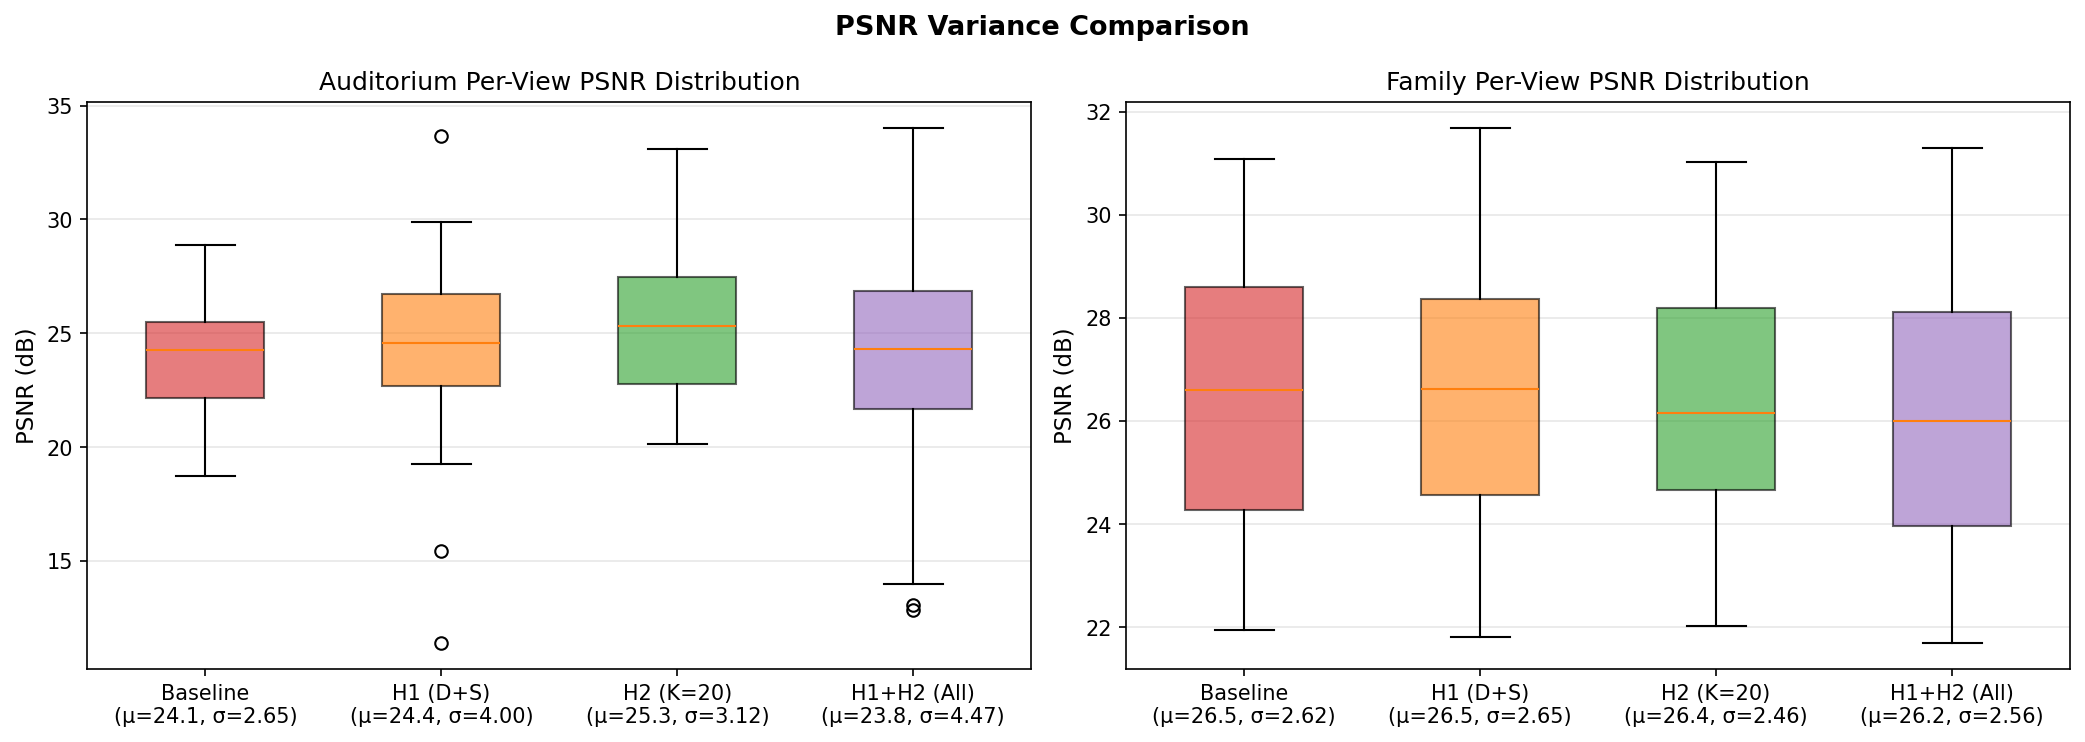 PSNR Variance Comparison
Auditorium Per-View PSNR Distribution
PSNR (dB)
35
30
25
20
15
Baseline
(μ=24.1, σ=2.65)
H1 (D+S)
(μ=24.4, σ=4.00)
H2 (K=20)
(μ=25.3, σ=3.12)
H1+H2 (All)
(μ=23.8, σ=4.47)
Family Per-View PSNR Distribution
PSNR (dB)
32
30
28
26
24
22
Baseline
(μ=26.5, σ=2.62)
H1 (D+S)
(μ=26.5, σ=2.65)
H2 (K=20)
(μ=26.4, σ=2.46)
H1+H2 (All)
(μ=26.2, σ=2.56)